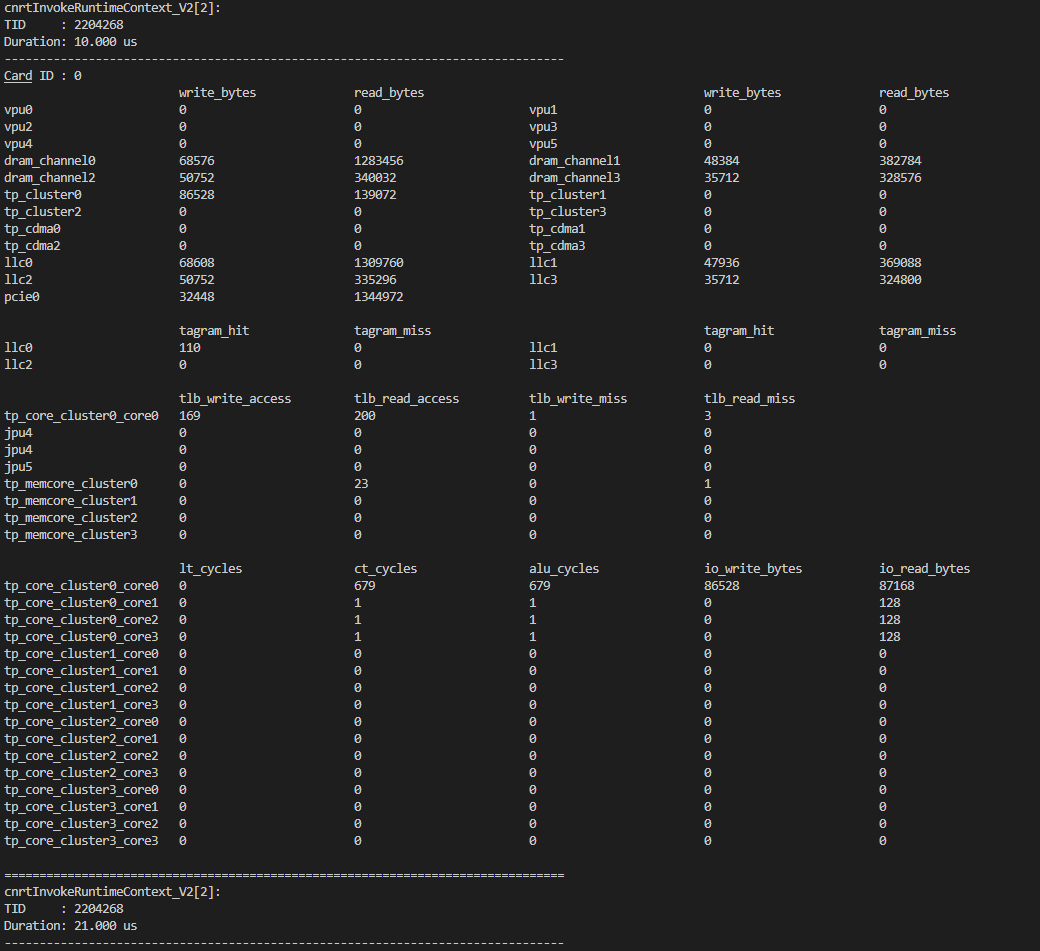 cnrtInvokeRuntimeContext_V2[2]:
TID     : 2204268
Duration: 10.000 us
--------------------------------------------------------------------------------
Card ID : 0
                         write_bytes              read_bytes                                        write_bytes              read_bytes
vpu0                     0                        0                        vpu1                     0                        0
vpu2                     0                        0                        vpu3                     0                        0
vpu4                     0                        0                        vpu5                     0                        0
dram_channel0            68576                    1283456                  dram_channel1            48384                    382784
dram_channel2            50752                    340032                   dram_channel3            35712                    328576
tp_cluster0              86528                    139072                   tp_cluster1              0                        0
tp_cluster2              0                        0                        tp_cluster3              0                        0
tp_cdma0                 0                        0                        tp_cdma1                 0                        0
tp_cdma2                 0                        0                        tp_cdma3                 0                        0
llc0                     68608                    1309760                  llc1                     47936                    369088
llc2                     50752                    335296                   llc3                     35712                    324800
pcie0                    32448                    1344972
                         tagram_hit               tagram_miss                                       tagram_hit               tagram_miss
llc0                     110                      0                        llc1                     0                        0
llc2                     0                        0                        llc3                     0                        0
                         tlb_write_access         tlb_read_access          tlb_write_miss           tlb_read_miss
tp_core_cluster0_core0   169                      200                      1                        3
jpu4                     0                        0                        0                        0
jpu4                     0                        0                        0                        0
jpu5                     0                        0                        0                        0
tp_memcore_cluster0      0                        23                       0                        1
tp_memcore_cluster1      0                        0                        0                        0
tp_memcore_cluster2      0                        0                        0                        0
tp_memcore_cluster3      0                        0                        0                        0
                         lt_cycles                ct_cycles                alu_cycles               io_write_bytes           io_read_bytes
tp_core_cluster0_core0   0                        679                      679                      86528                    87168
tp_core_cluster0_core1   0                        1                        1                        0                        128
tp_core_cluster0_core2   0                        1                        1                        0                        128
tp_core_cluster0_core3   0                        1                        1                        0                        128
tp_core_cluster1_core0   0                        0                        0                        0                        0
tp_core_cluster1_core1   0                        0                        0                        0                        0
tp_core_cluster1_core2   0                        0                        0                        0                        0
tp_core_cluster1_core3   0                        0                        0                        0                        0
tp_core_cluster2_core0   0                        0                        0                        0                        0
tp_core_cluster2_core1   0                        0                        0                        0                        0
tp_core_cluster2_core2   0                        0                        0                        0                        0
tp_core_cluster2_core3   0                        0                        0                        0                        0
tp_core_cluster3_core0   0                        0                        0                        0                        0
tp_core_cluster3_core1   0                        0                        0                        0                        0
tp_core_cluster3_core2   0                        0                        0                        0                        0
tp_core_cluster3_core3   0                        0                        0                        0                        0
================================================================================
cnrtInvokeRuntimeContext_V2[2]:
TID     : 2204268
Duration: 21.000 us
--------------------------------------------------------------------------------